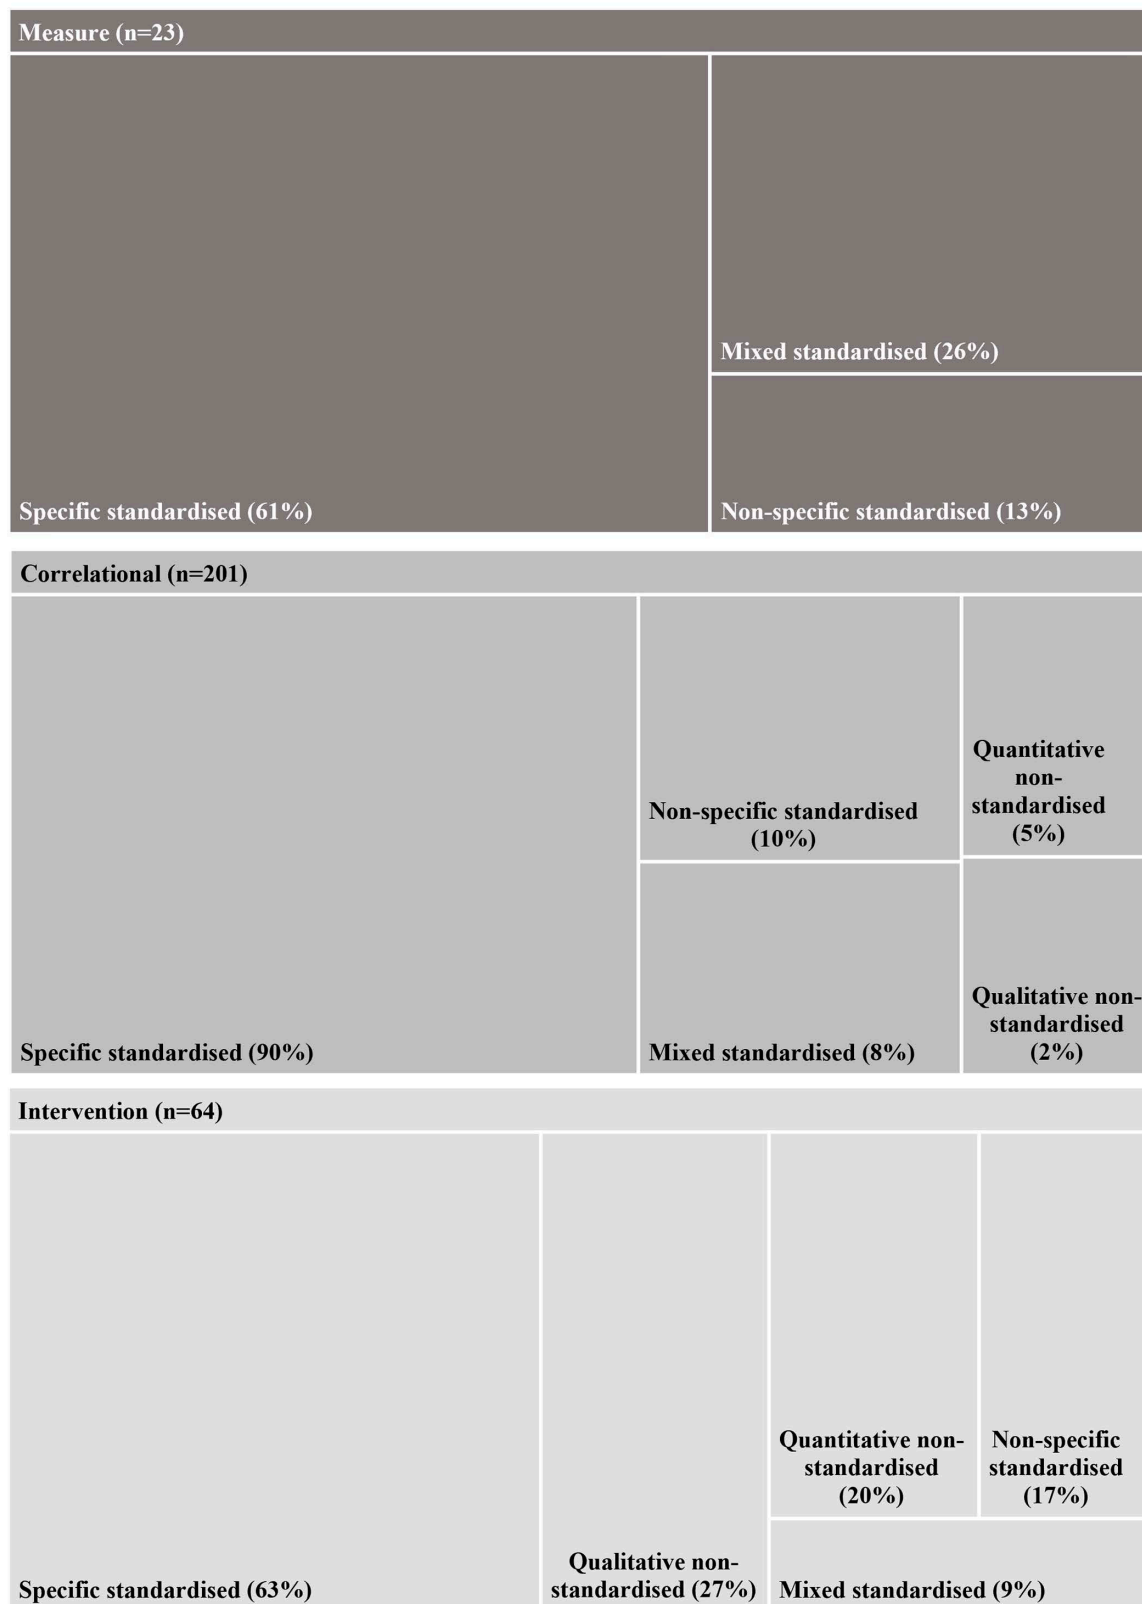 Measure (n=23)
Mixed standardised (26%)
Specific standardised (61%)
Non-specific standardised (13%)
Correlational (n=201)
Specific standardised (90%)
Non-specific standardised
(10%)
Mixed standardised (8%)
Quantitative
non-
standardised
(5%)
Qualitative non-
standardised
(2%)
Intervention (n=64)
Specific standardised (63%)
Qualitative non-
standardised (27%)
Quantitative non-
standardised
(20%)
Non-specific
standardised
(17%)
Mixed standardised (9%)